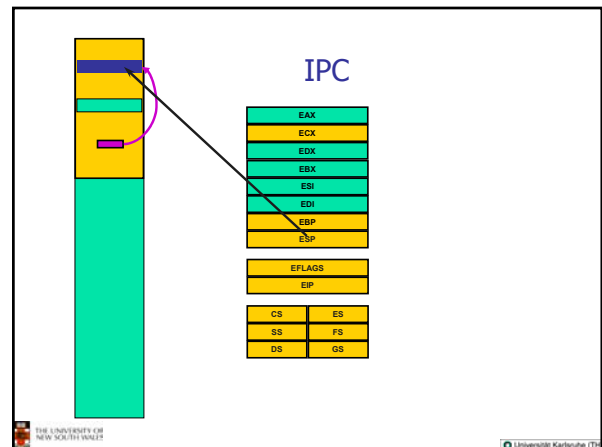 IPC
EAX
ECX
EDX
EBX
ESI
EDI
EBP
ESP
EFLAGS
EIP
CS ES
SS FS
DS GS
THE UNIVERSITY OF
NEW SOUTH WALES
Universität Karlsruhe (TH)